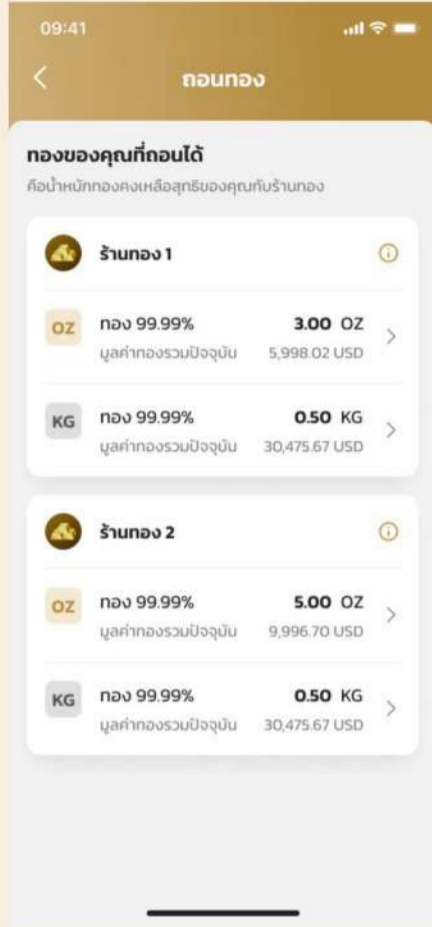 09:41
ถอนทอง
ทองของคุณที่ถอนได้
คือน้ำหนักทองคงเหลือสุทธิของคุณกับร้านทอง
ร้านทอง 1
OZ ทอง 99.99% 3.00 OZ
มูลค่าทองรวมปัจจุบัน 5,998.02 USD
KG ทอง 99.99% 0.50 KG
มูลค่าทองรวมปัจจุบัน 30,475.67 USD
ร้านทอง 2
OZ ทอง 99.99% 5.00 OZ
มูลค่าทองรวมปัจจุบัน 9,996.70 USD
KG ทอง 99.99% 0.50 KG
มูลค่าทองรวมปัจจุบัน 30,475.67 USD